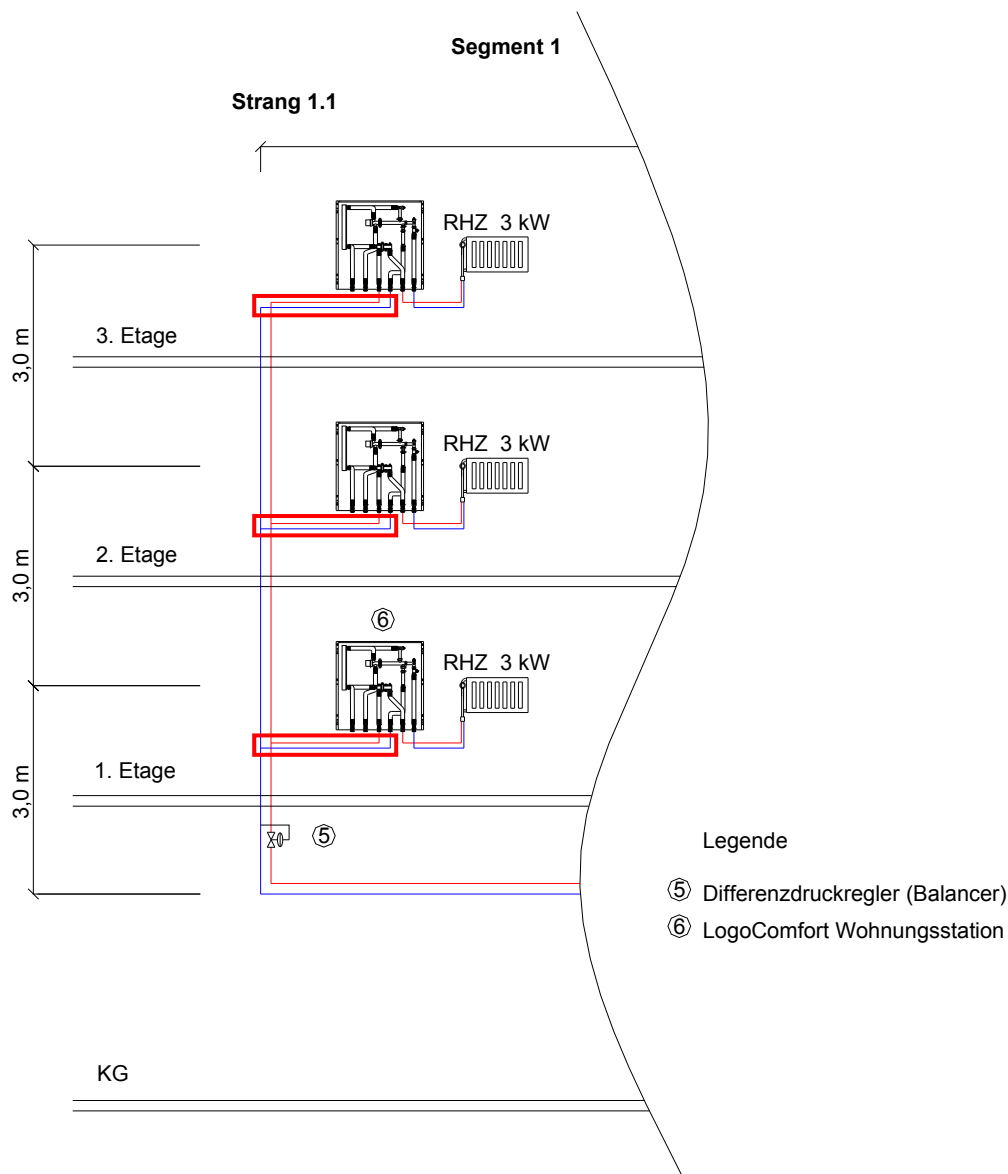 Segment 1
Strang 1.1
RHZ 3 kW
3. Etage
3,0 m
RHZ 3 kW
2. Etage
3,0 m
6
RHZ 3 kW
1. Etage
3,0 m
5
Legende
5 Differenzdruckregler (Balancer)
6 LogoComfort Wohnungsstation
KG